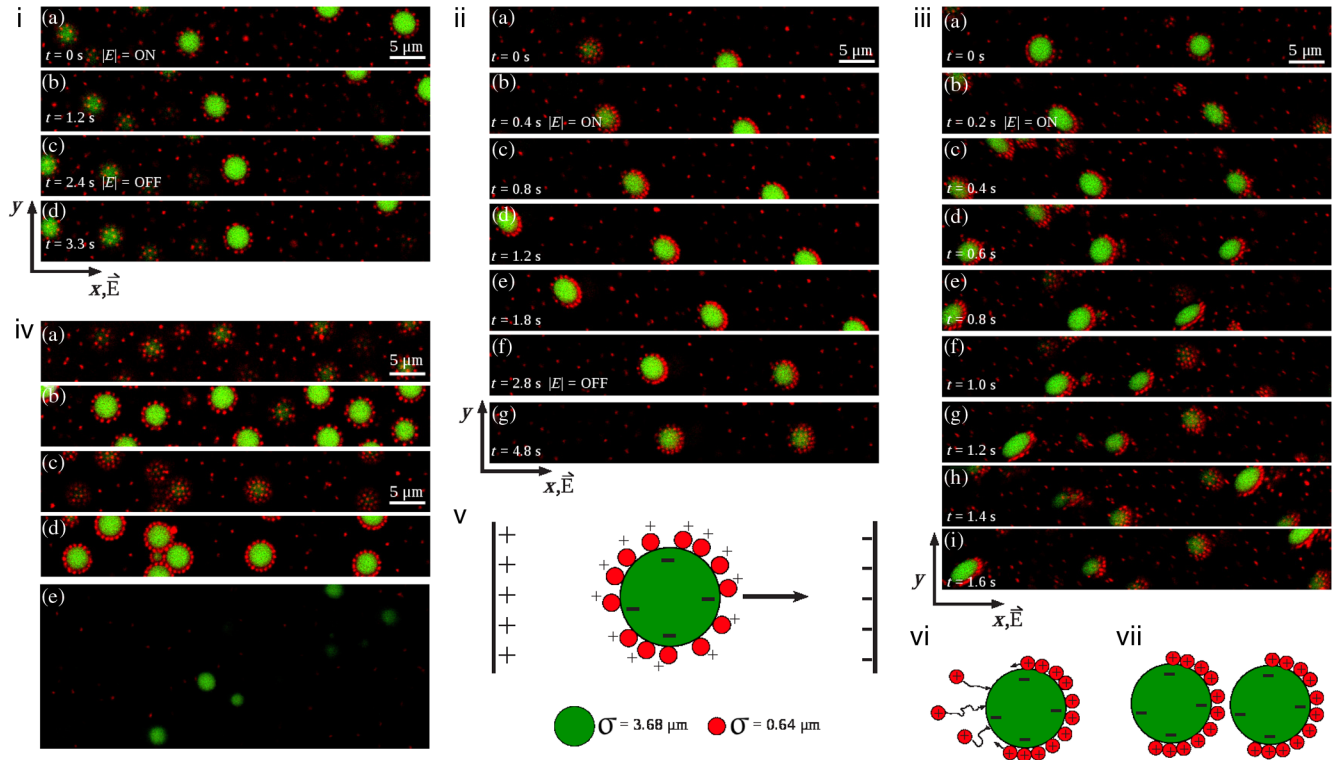 i
(a)
t = 0 s |E| = ON
5 μm
(b)
t = 1.2 s
(c)
t = 2.4 s |E| = OFF
(d)
t = 3.3 s
y
x,E⃗
ii
(a)
t = 0 s
5 μm
(b)
t = 0.4 s |E| = ON
(c)
t = 0.8 s
(d)
t = 1.2 s
(e)
t = 1.8 s
(f)
t = 2.8 s |E| = OFF
(g)
t = 4.8 s
y
x,E⃗
iii
(a)
t = 0 s
5 μm
(b)
t = 0.2 s |E| = ON
(c)
t = 0.4 s
(d)
t = 0.6 s
(e)
t = 0.8 s
(f)
t = 1.0 s
(g)
t = 1.2 s
(h)
t = 1.4 s
(i)
t = 1.6 s
y
x,E⃗
iv
(a)
5 μm
(b)
(c)
5 μm
(d)
(e)
v
σ = 3.68 μm
σ = 0.64 μm
vi
vii